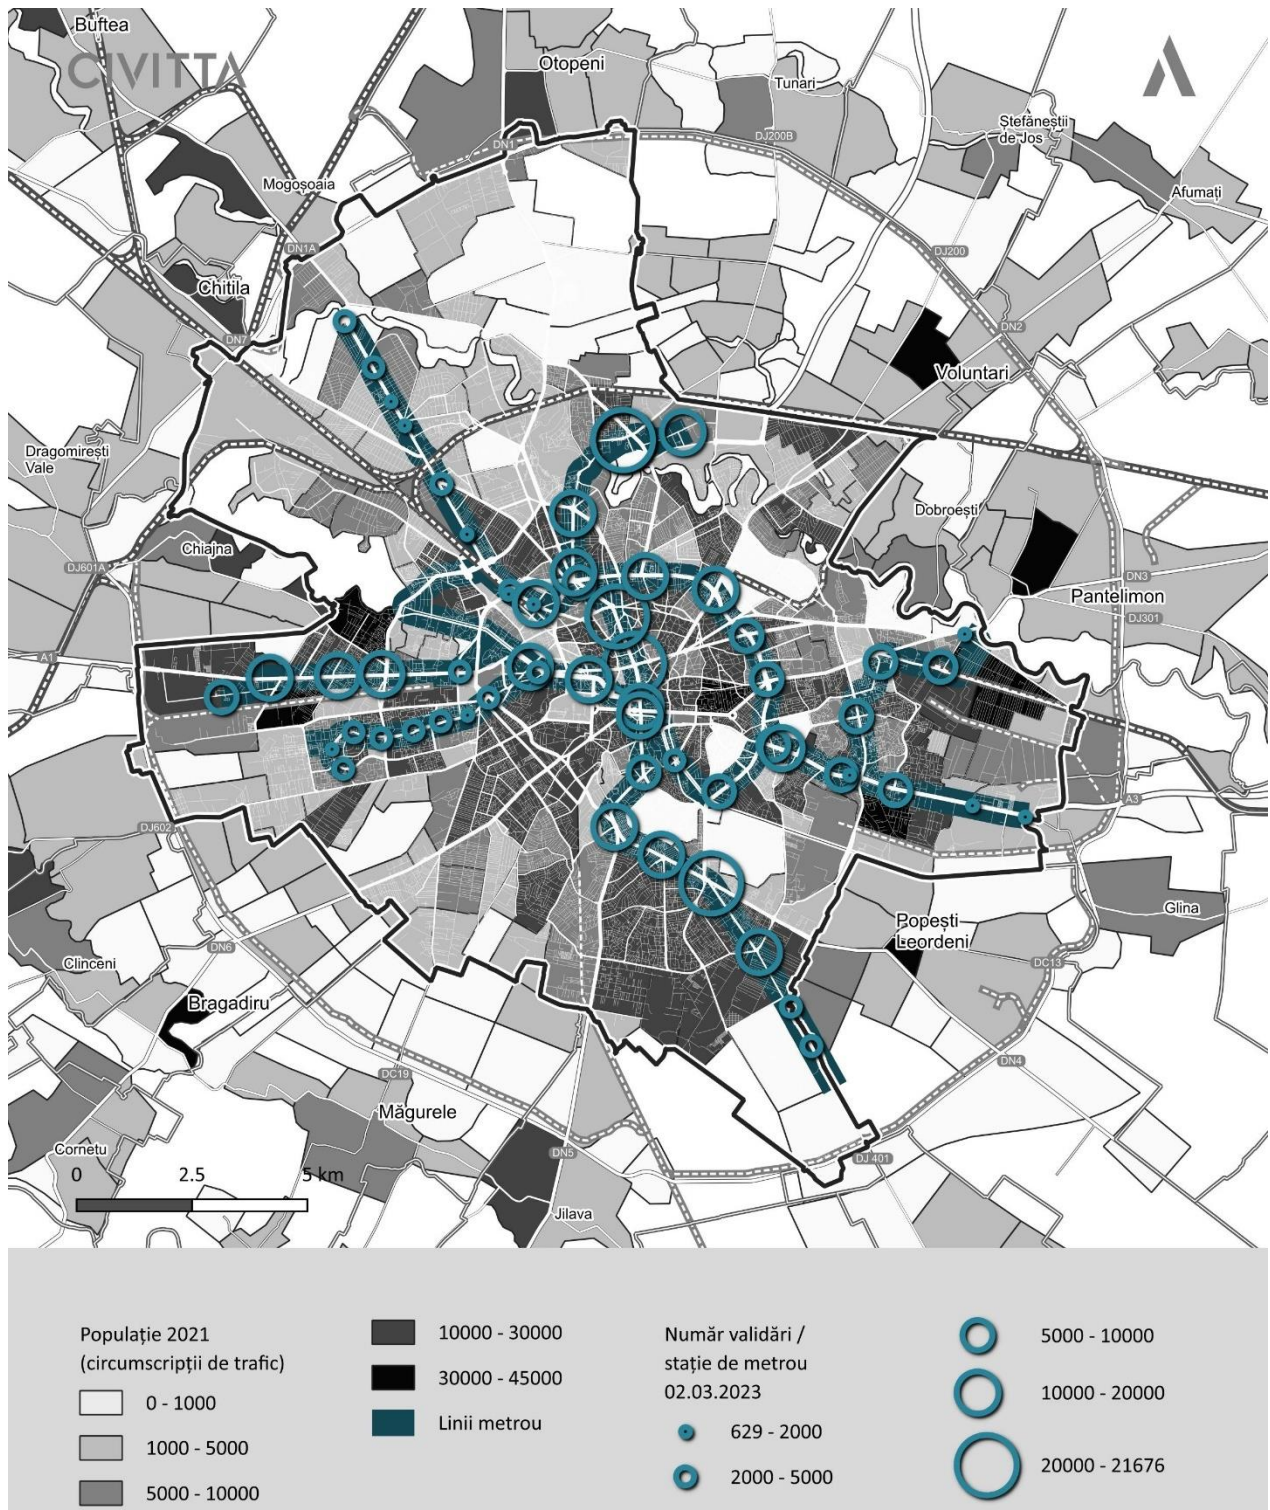 Buftea
CIVITTA
Otopeni
Tunari
Ștefănești
de Jos
DJ200B
DN1
Mogoșoaia
Afumați
DN1A
DJ200
Chitila
DN7
DN2
Voluntari
Dragomirești
Vale
Dobroești
Chiajna
DJ601A
DN3
Pantelimon
DJ301
A1
A3
DJ602
Popești
Leordeni
Glina
DN6
DC13
Clinceni
Bragadiru
DN4
DC19
Măgurele
Cornetu
DN5
DJ 401
0 2.5 5 km
Jilava
Populație 2021
(circumscripții de trafic)
0 - 1000
1000 - 5000
5000 - 10000
10000 - 30000
30000 - 45000
Linii metrou
Număr validări /
stație de metrou
02.03.2023
629 - 2000
2000 - 5000
5000 - 10000
10000 - 20000
20000 - 21676